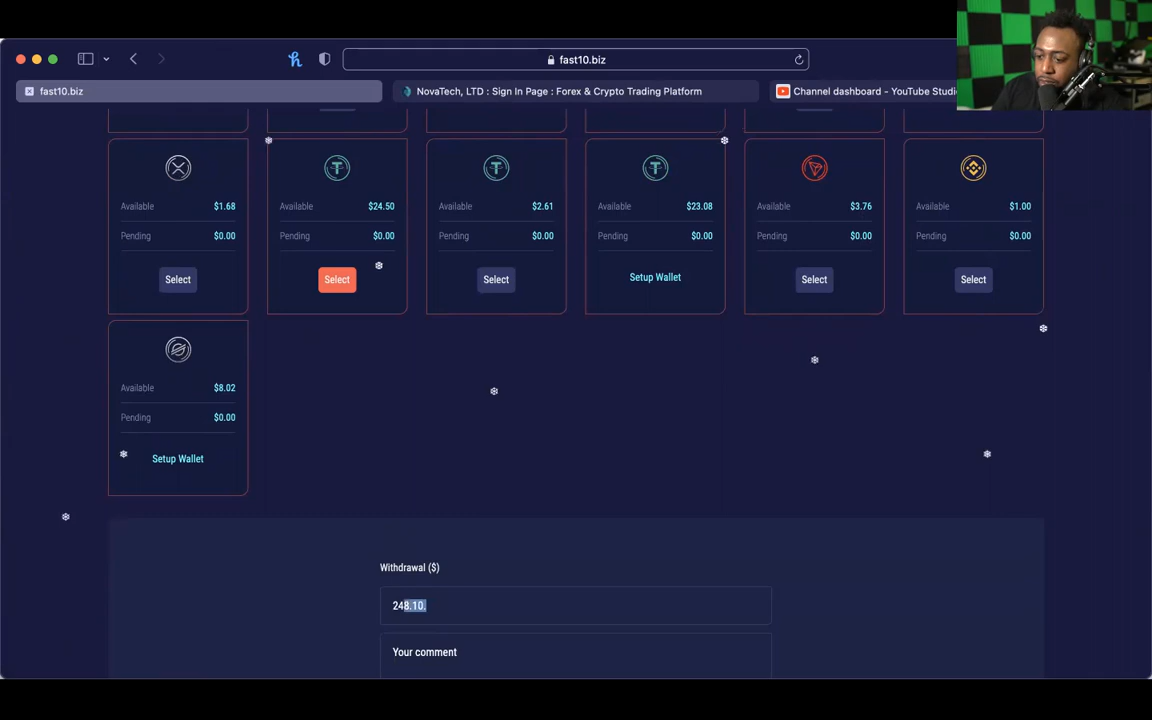 fast10.biz
fast10.biz
NovaTech, LTD : Sign In Page : Forex & Crypto Trading Platform
Channel dashboard - YouTube Studio
Available $1.68
Pending $0.00
Select
Available $24.50
Pending $0.00
Select
Available $2.61
Pending $0.00
Select
Available $23.08
Pending $0.00
Setup Wallet
Available $3.76
Pending $0.00
Select
Available $1.00
Pending $0.00
Select
Available $8.02
Pending $0.00
Setup Wallet
Withdrawal ($)
248.10.
Your comment